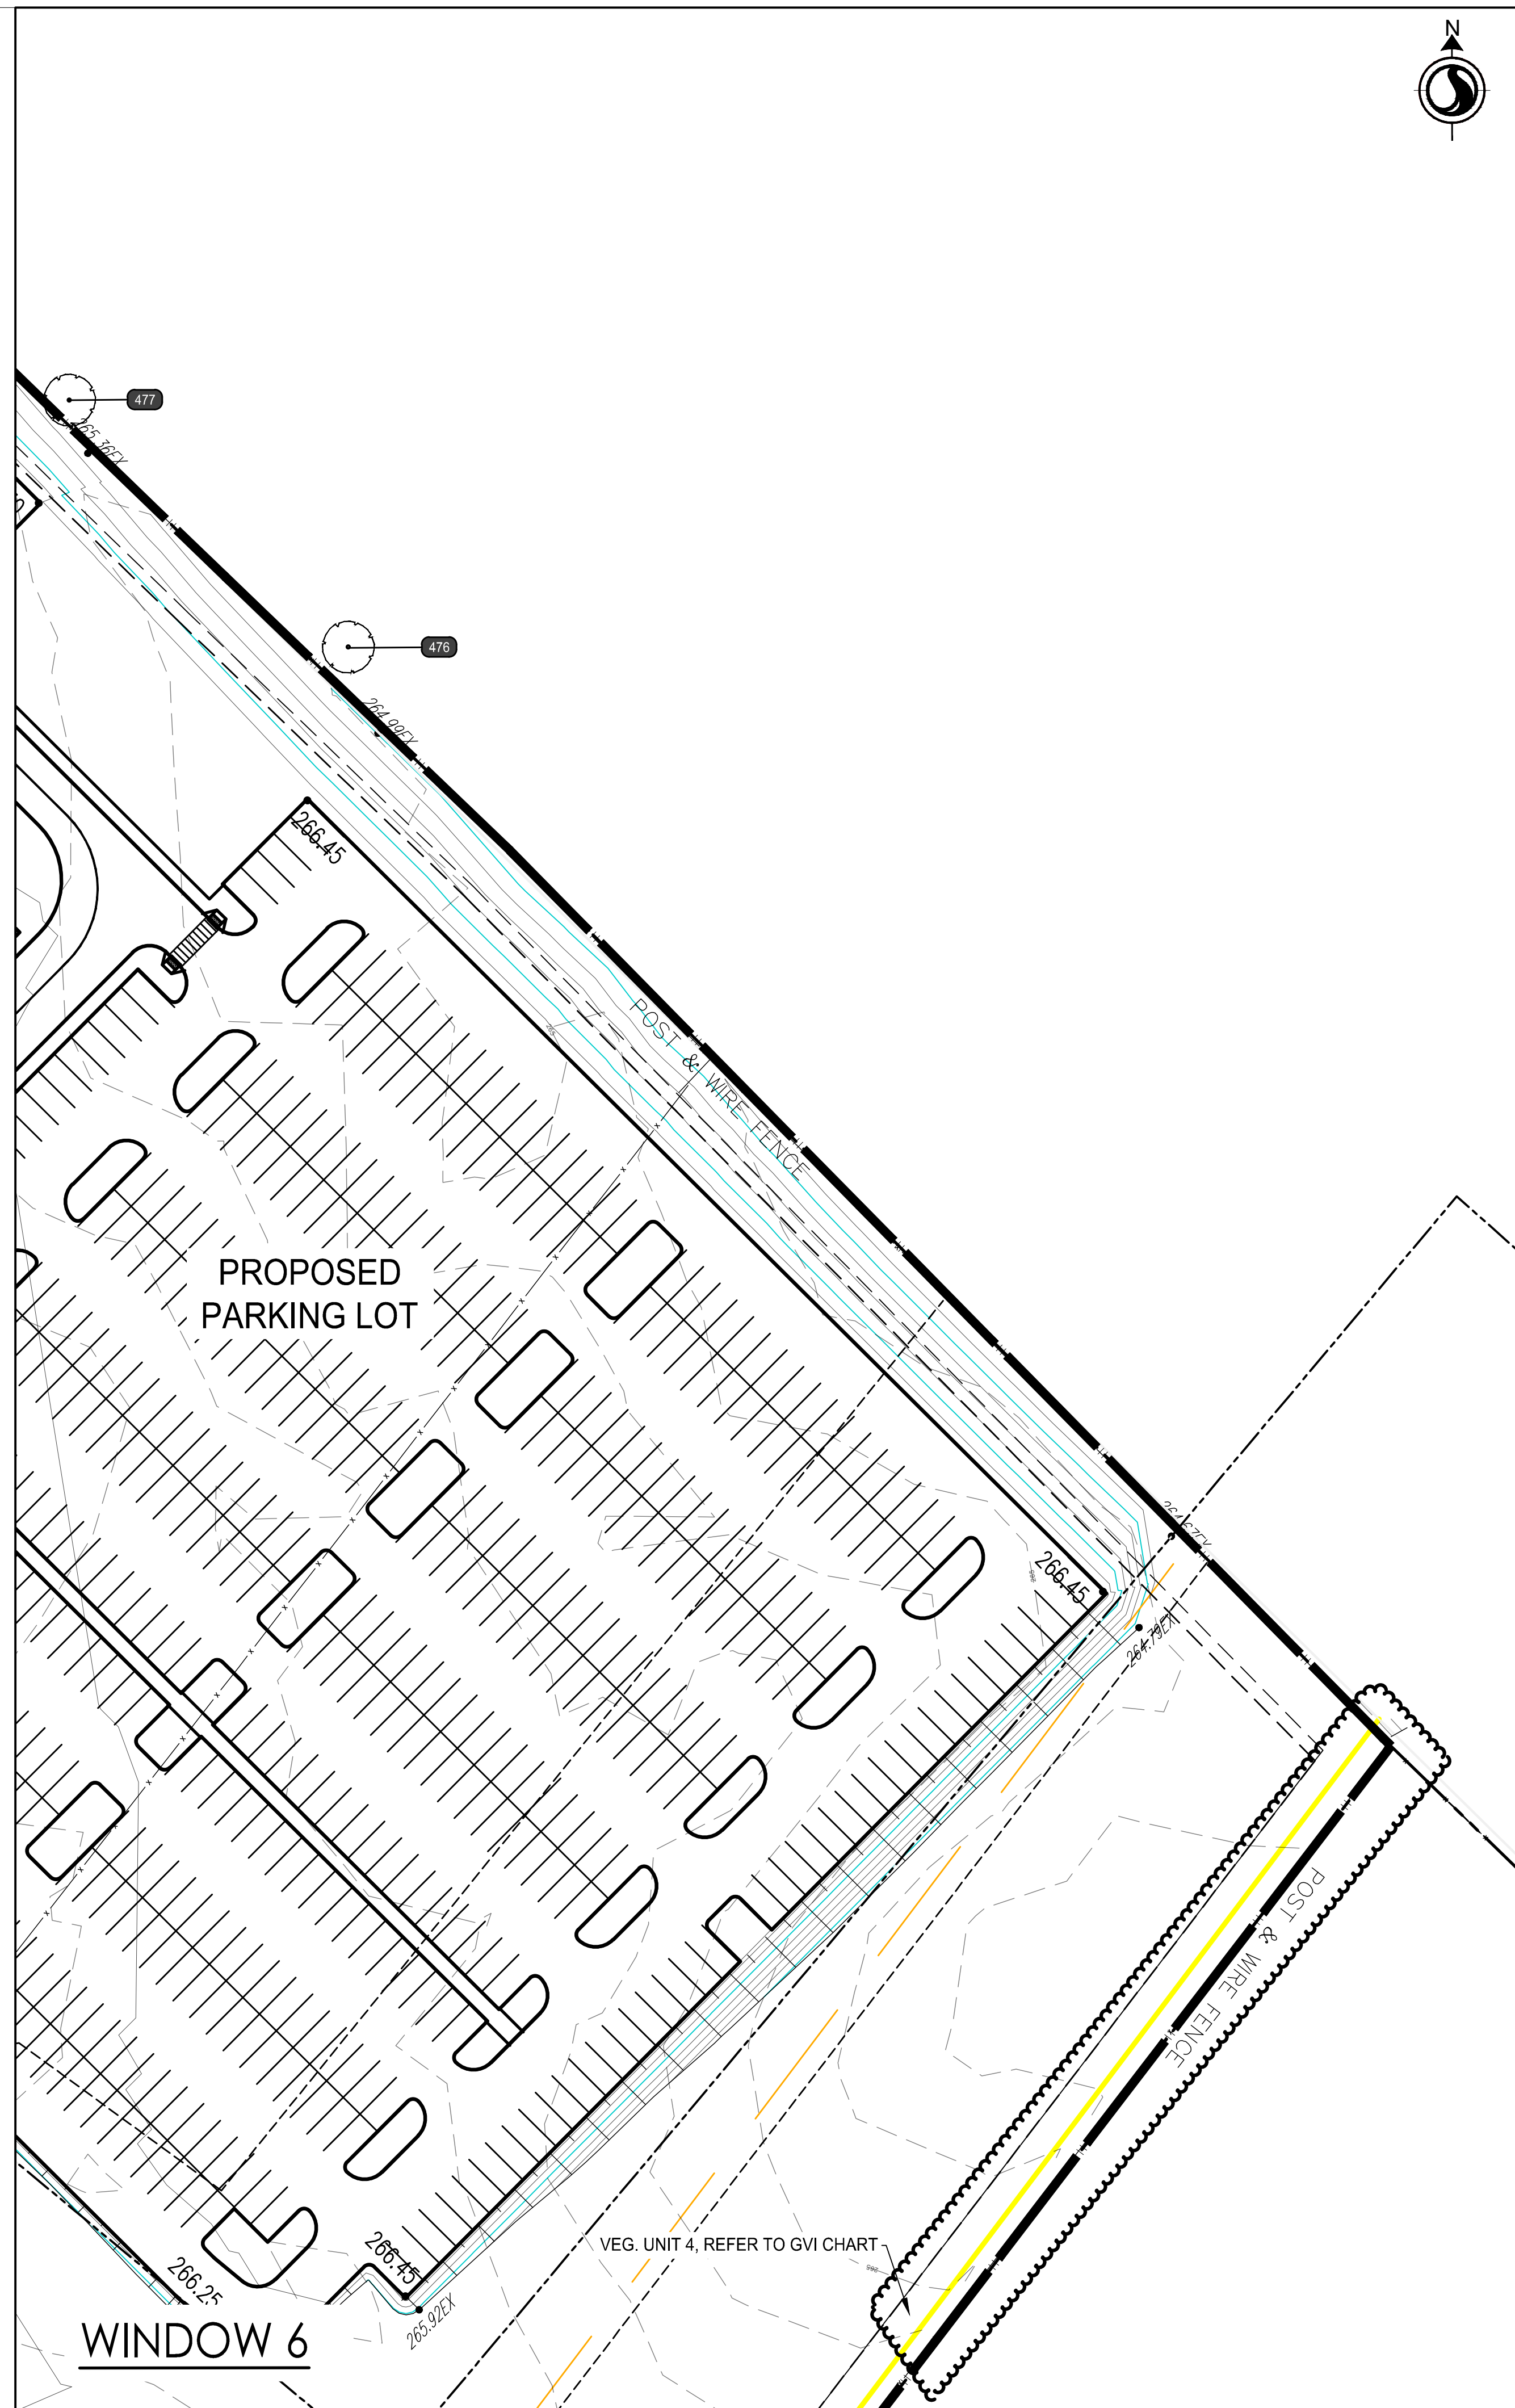 N
477
265.36EX
476
264.99EX
266.45
POST & WIRE FENCE
PROPOSED
PARKING LOT
266.45
264.79EX
POST & WIRE FENCE
VEG. UNIT 4, REFER TO GVI CHART
266.45
266.25
265.92EX
WINDOW 6